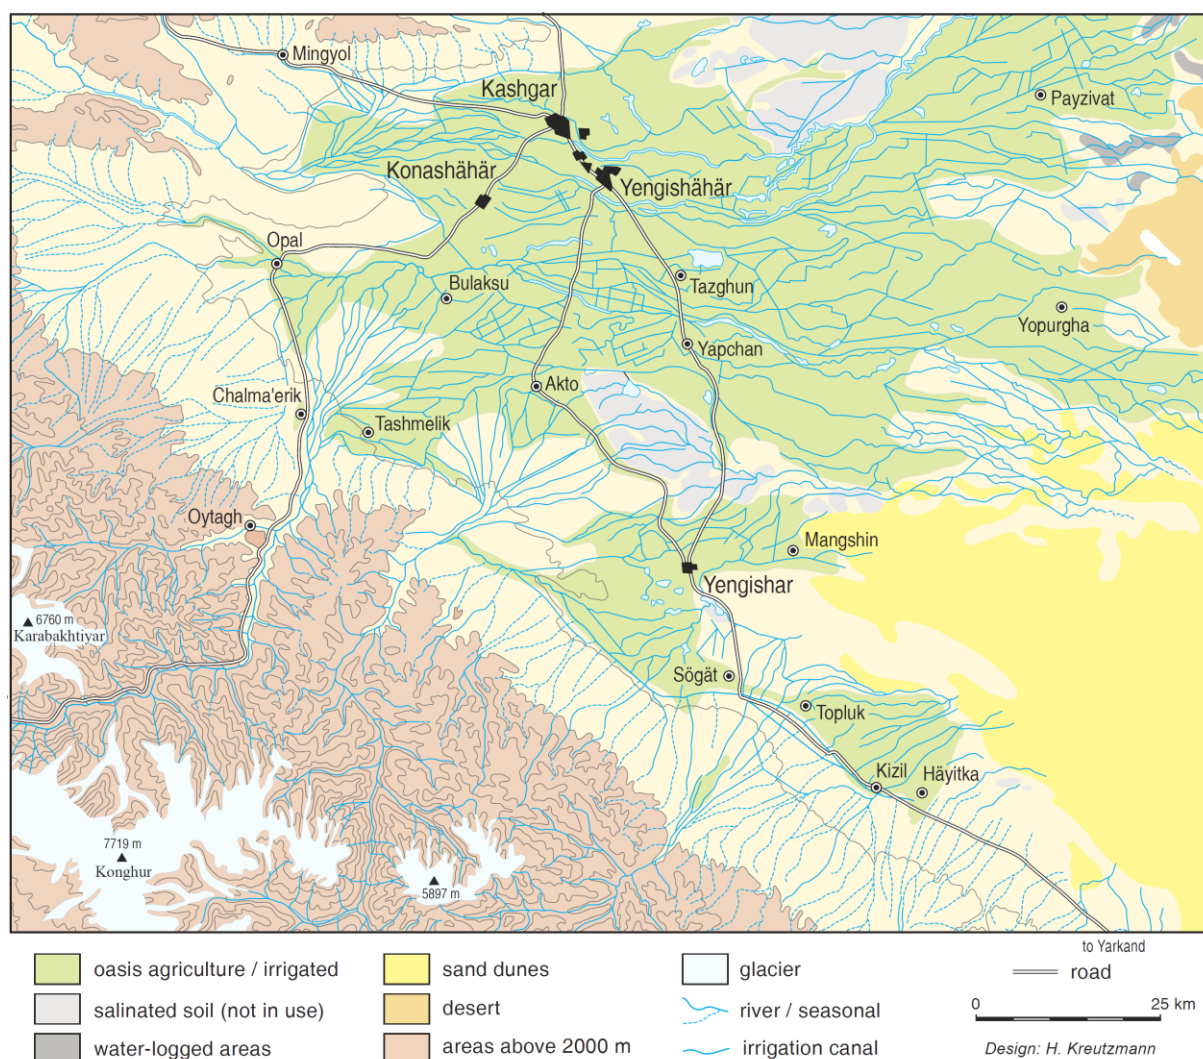 Mingyol
Kashgar
Payzivat
Konashähär
Yengishähär
Opal
Bulaksu
Tazghun
Yopurgha
Yapchan
Akto
Chalma'erik
Tashmelik
Oytagh
Mangshin
Yengishar
6760 m
Karabakhtiyar
Sögät
Topluk
Kizil
Häyitka
7719 m
Konghur
5897 m
to Yarkand
oasis agriculture / irrigated
sand dunes
glacier
road
salinated soil (not in use)
desert
river / seasonal
0 25 km
water-logged areas
areas above 2000 m
irrigation canal
Design: H. Kreutzmann